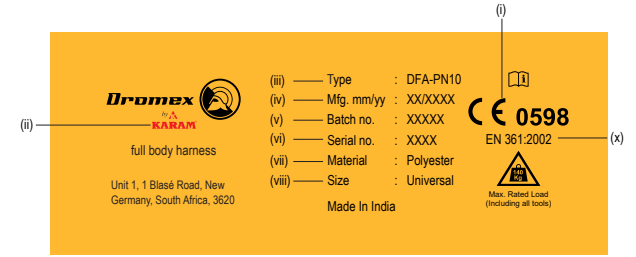 (i)
Dromex
by
(ii) KARAM
full body harness
Unit 1, 1 Blasé Road, New
Germany, South Africa, 3620
(iii) Type : DFA-PN10
(iv) Mfg. mm/yy : XX/XXXX
(v) Batch no. : XXXXX
(vi) Serial no. : XXXX
(vii) Material : Polyester
(viii) Size : Universal
Made In India
i
CE 0598
EN 361:2002 (x)
140
Kg
Max. Rated Load
(Including all tools)